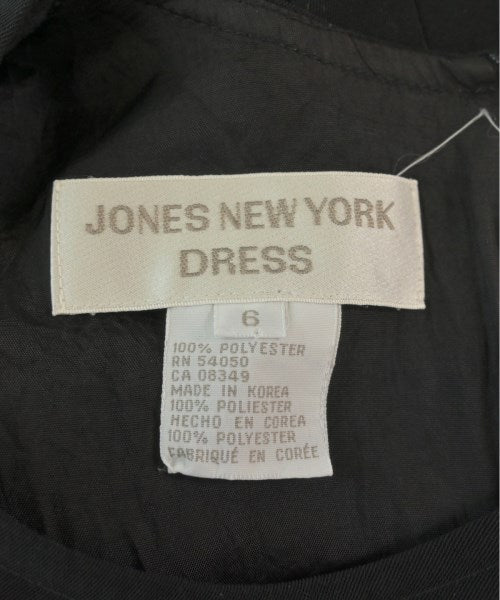 JONES NEW YORK
DRESS
6
100% POLYESTER
RN 54050
CA 08349
MADE IN KOREA
100% POLIESTER
HECHO EN COREA
100% POLYESTER
FABRIQUÉ EN CORÉE